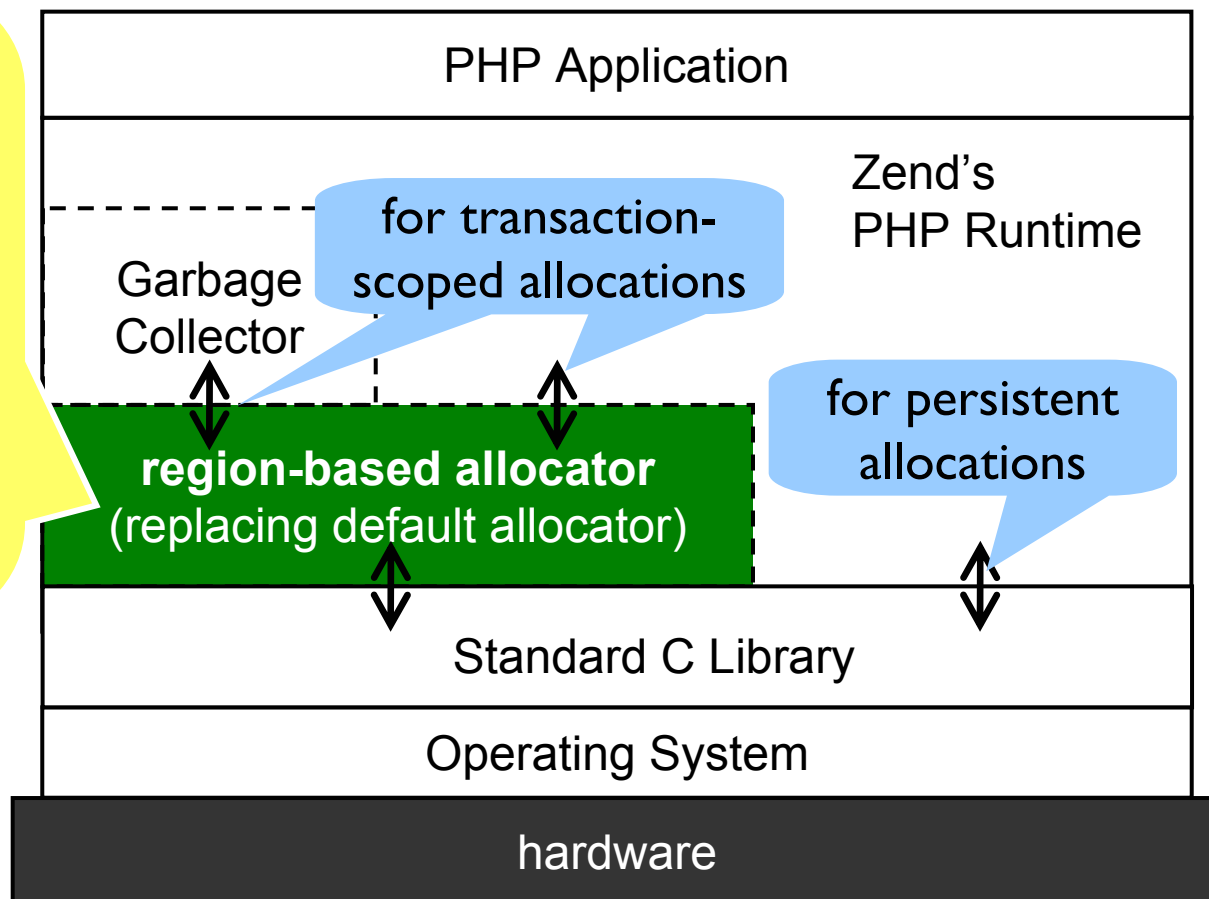 PHP Application
Zend’s
PHP Runtime
for transaction-
scoped allocations
Garbage
Collector
for persistent
allocations
region-based allocator
(replacing default allocator)
Standard C Library
Operating System
hardware